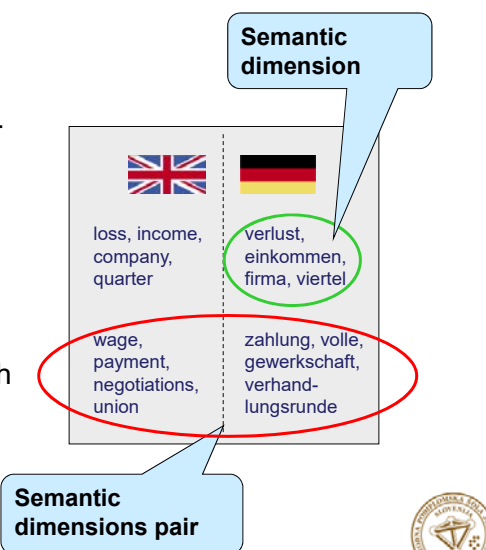 Semantic
dimension
.
loss, income,
company,
quarter
verlust,
einkommen,
firma, viertel
wage,
payment,
negotiations,
union
zahlung, volle,
gewerkschaft,
verhand-
lungsrunde
h
Semantic
dimensions pair
SLOVENIJA